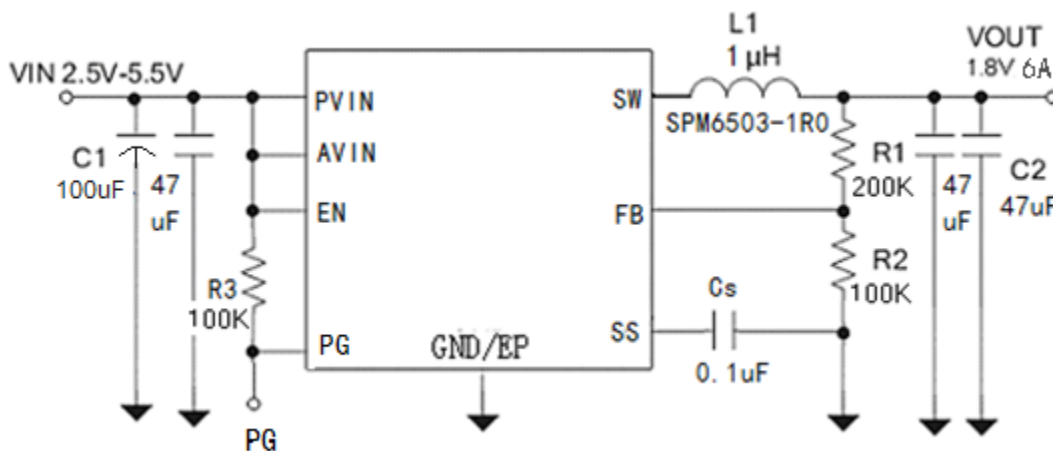 VIN 2.5V-5.5V
C1
100uF
47
uF
R3
100K
PG
PVIN
AVIN
EN
PG
GND/EP
SW
FB
SS
L1
1 μH
SPM6503-1R0
VOUT
1.8V 6A
R1
200K
R2
100K
Cs
0.1uF
47
uF
C2
47uF